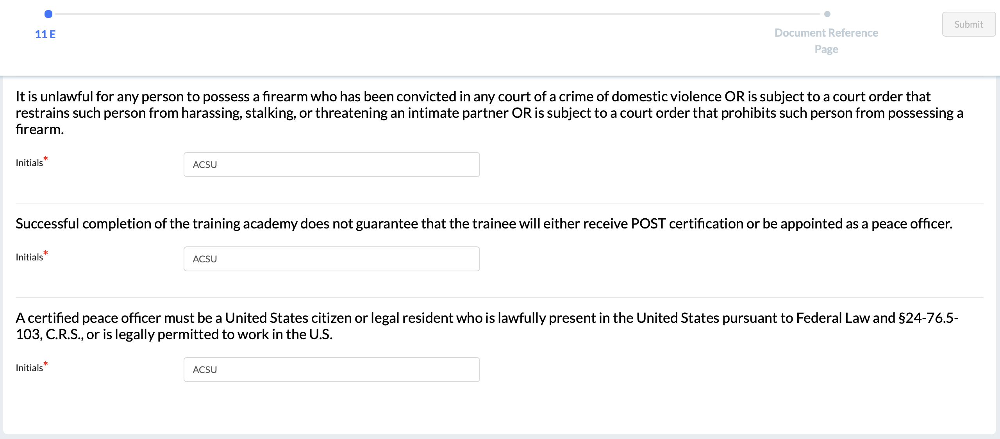 11 E
Document Reference
Page
Submit
It is unlawful for any person to possess a firearm who has been convicted in any court of a crime of domestic violence OR is subject to a court order that
restrains such person from harassing, stalking, or threatening an intimate partner OR is subject to a court order that prohibits such person from possessing a
firearm.
Initials*
ACSU
Successful completion of the training academy does not guarantee that the trainee will either receive POST certification or be appointed as a peace officer.
Initials*
ACSU
A certified peace officer must be a United States citizen or legal resident who is lawfully present in the United States pursuant to Federal Law and §24-76.5-
103, C.R.S., or is legally permitted to work in the U.S.
Initials*
ACSU